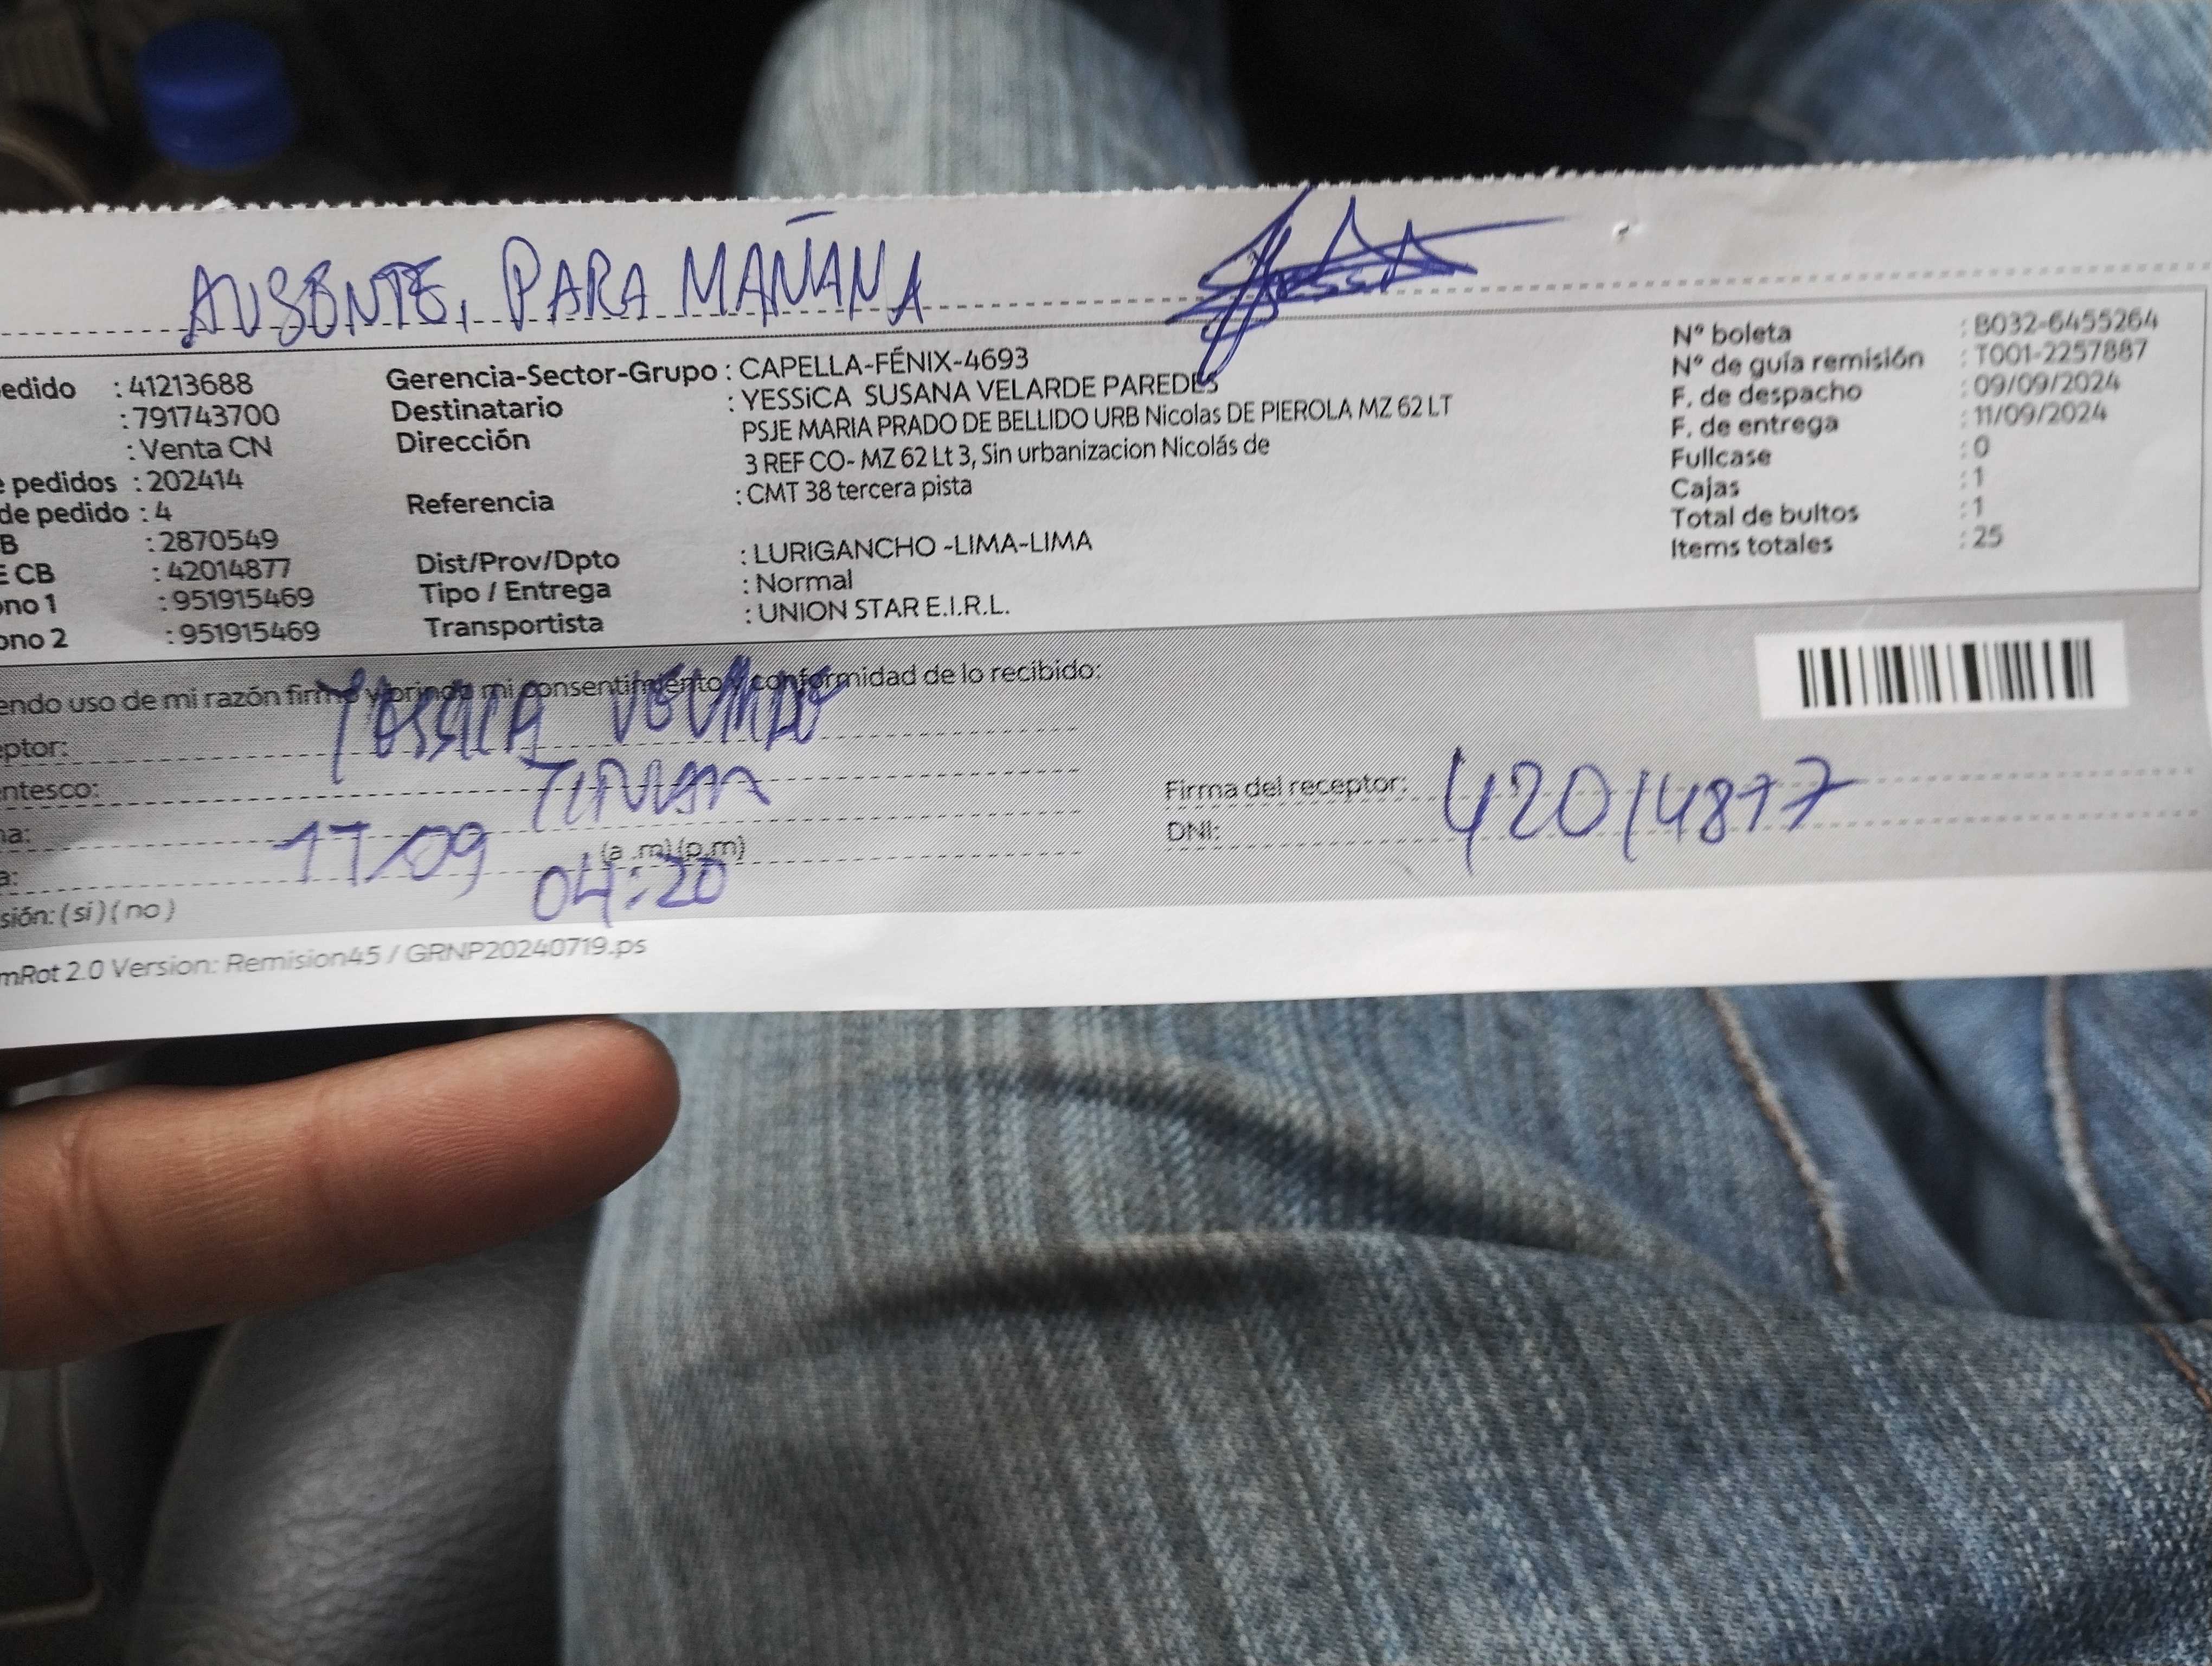 AUSENTE, PARA MAÑANA
edido : 41213688
: 791743700
: Venta CN
e pedidos : 202414
de pedido : 4
B : 2870549
E CB : 42014877
ono 1 : 951915469
ono 2 : 951915469
Gerencia-Sector-Grupo : CAPELLA-FÉNIX-4693
Destinatario : YESSiCA SUSANA VELARDE PAREDES
Dirección PSJE MARIA PRADO DE BELLIDO URB Nicolas DE PIEROLA MZ 62 LT
3 REF CO- MZ 62 Lt 3, Sin urbanizacion Nicolás de
Referencia : CMT 38 tercera pista
Dist/Prov/Dpto : LURIGANCHO -LIMA-LIMA
Tipo / Entrega : Normal
Transportista : UNION STAR E.I.R.L.
N° boleta : B032-6455264
N° de guía remisión : T001-2257887
F. de despacho : 09/09/2024
F. de entrega : 11/09/2024
Fullcase : 0
Cajas : 1
Total de bultos : 1
Items totales : 25
endo uso de mi razón firmo y brindo mi consentimiento y conformidad de lo recibido:
eptor: YESSICA VELARDE
entesco: TITULAR
na: 11/09
a: 04:20 (a .m) (p.m)
sión: (si) (no)
Firma del receptor:
DNI: 42014877
mRot 2.0 Version: Remision45 / GRNP20240719.ps